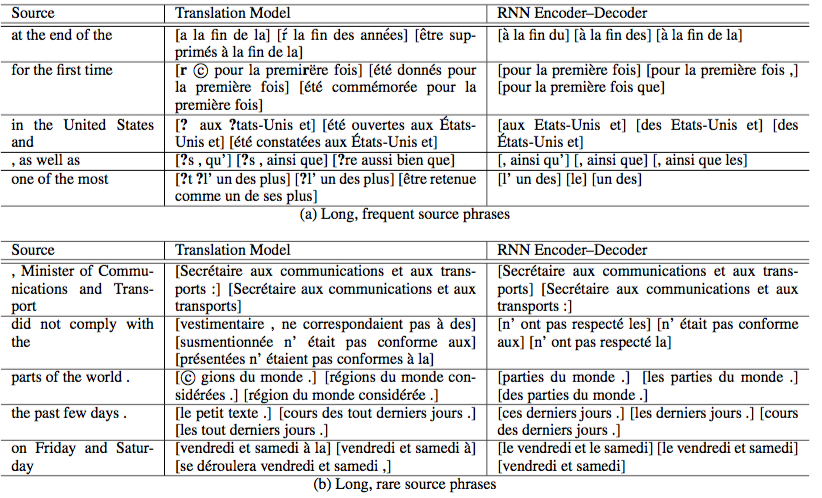 Source Translation Model RNN Encoder–Decoder
at the end of the [a la fin de la] [ŕ la fin des années] [être sup- [à la fin du] [à la fin des] [à la fin de la]
primés à la fin de la]
for the first time [r © pour la premirëre fois] [été donnés pour [pour la première fois] [pour la première fois ,]
la première fois] [été commémorée pour la [pour la première fois que]
première fois]
in the United States [? aux ?tats-Unis et] [été ouvertes aux États- [aux Etats-Unis et] [des Etats-Unis et] [des
and Unis et] [été constatées aux États-Unis et] États-Unis et]
, as well as [?s , qu’] [?s , ainsi que] [?re aussi bien que] [, ainsi qu’] [, ainsi que] [, ainsi que les]
one of the most [?t ?l’ un des plus] [?l’ un des plus] [être retenue [l’ un des] [le] [un des]
comme un de ses plus]
(a) Long, frequent source phrases
Source Translation Model RNN Encoder–Decoder
, Minister of Commu- [Secrétaire aux communications et aux trans- [Secrétaire aux communications et aux trans-
nications and Trans- ports :] [Secrétaire aux communications et aux ports] [Secrétaire aux communications et aux
port transports] transports :]
did not comply with [vestimentaire , ne correspondaient pas à des] [n’ ont pas respecté les] [n’ était pas conforme
the [susmentionnée n’ était pas conforme aux] aux] [n’ ont pas respecté la]
[présentées n’ étaient pas conformes à la]
parts of the world . [© gions du monde .] [régions du monde con- [parties du monde .] [les parties du monde .]
sidérées .] [région du monde considérée .] [des parties du monde .]
the past few days . [le petit texte .] [cours des tout derniers jours .] [ces derniers jours .] [les derniers jours .] [cours
[les tout derniers jours .] des derniers jours .]
on Friday and Satur- [vendredi et samedi à la] [vendredi et samedi à] [le vendredi et le samedi] [le vendredi et samedi]
day [se déroulera vendredi et samedi ,] [vendredi et samedi]
(b) Long, rare source phrases